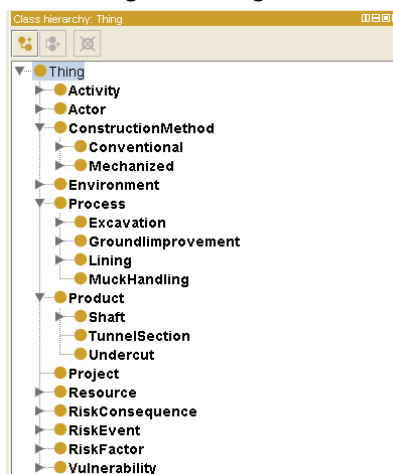 Class hierarchy: Thing
Thing
Activity
Actor
ConstructionMethod
Conventional
Mechanized
Environment
Process
Excavation
GroundImprovement
Lining
MuckHandling
Product
Shaft
TunnelSection
Undercut
Project
Resource
RiskConsequence
RiskEvent
RiskFactor
Vulnerability